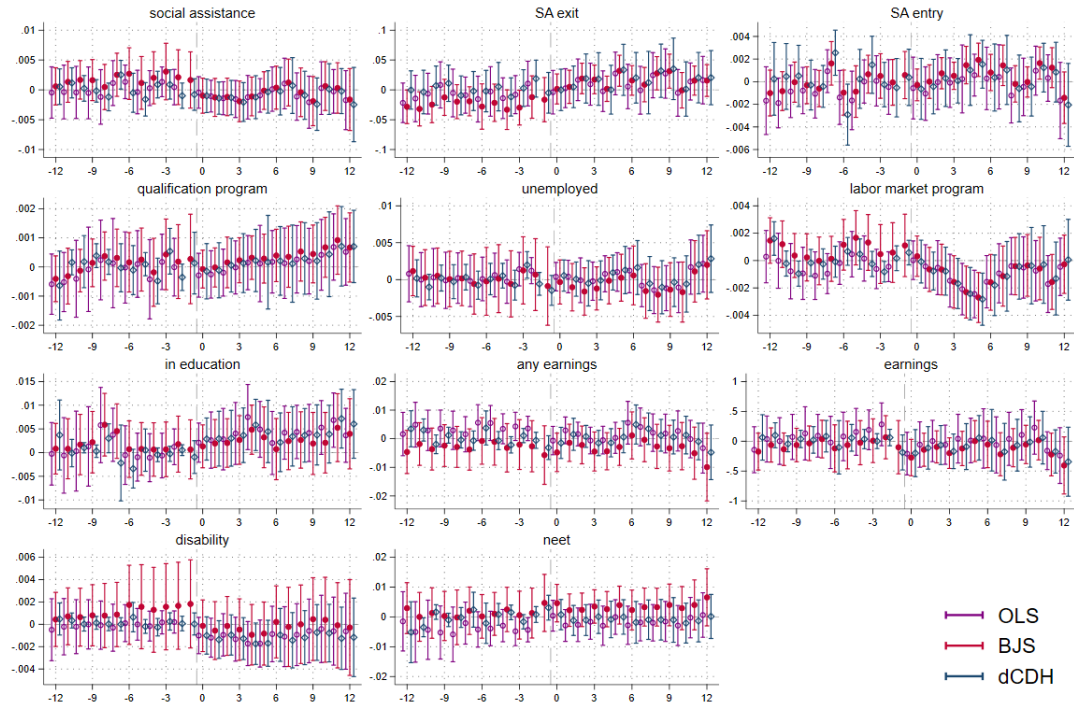 social assistance
.01
.005
0
-.005
-.01
-12 -9 -6 -3 0 3 6 9 12
SA exit
.1
.05
0
-.05
-.1
-12 -9 -6 -3 0 3 6 9 12
SA entry
.004
.002
0
-.002
-.004
-.006
-12 -9 -6 -3 0 3 6 9 12
qualification program
.002
.001
0
-.001
-.002
-12 -9 -6 -3 0 3 6 9 12
unemployed
.01
.005
0
-.005
-12 -9 -6 -3 0 3 6 9 12
labor market program
.004
.002
0
-.002
-.004
-12 -9 -6 -3 0 3 6 9 12
in education
.015
.01
.005
0
-.005
-.01
-12 -9 -6 -3 0 3 6 9 12
any earnings
.02
.01
0
-.01
-.02
-12 -9 -6 -3 0 3 6 9 12
earnings
1
.5
0
-.5
-1
-12 -9 -6 -3 0 3 6 9 12
disability
.006
.004
.002
0
-.002
-.004
-12 -9 -6 -3 0 3 6 9 12
neet
.02
.01
0
-.01
-.02
-12 -9 -6 -3 0 3 6 9 12
OLS
BJS
dCDH